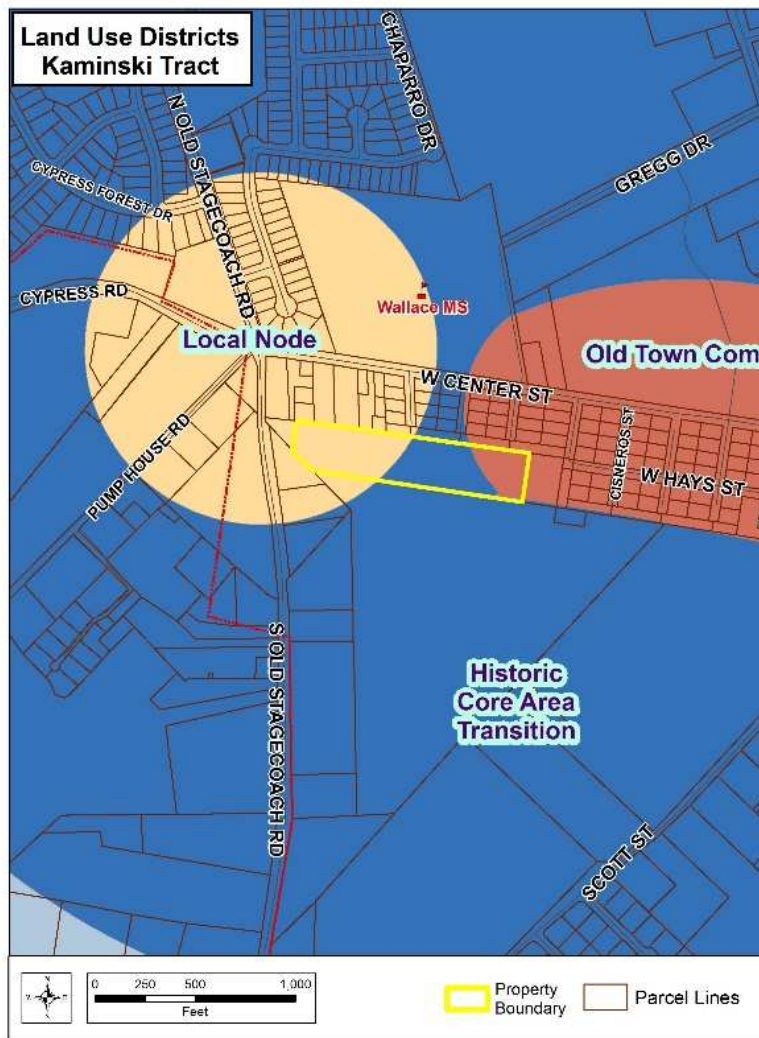 Land Use Districts
Kaminski Tract
CHAPARRO DR
N OLD STAGECOACH RD
GREGG DR
CYPRESS FOREST DR
CYPRESS RD
Wallace MS
Local Node
Old Town Com
W CENTER ST
CISNEROS ST
PUMP HOUSE RD
W HAYS ST
Historic
Core Area
Transition
S OLD STAGECOACH RD
SCOTT ST
0 250 500 1,000
Feet
Property
Boundary
Parcel Lines